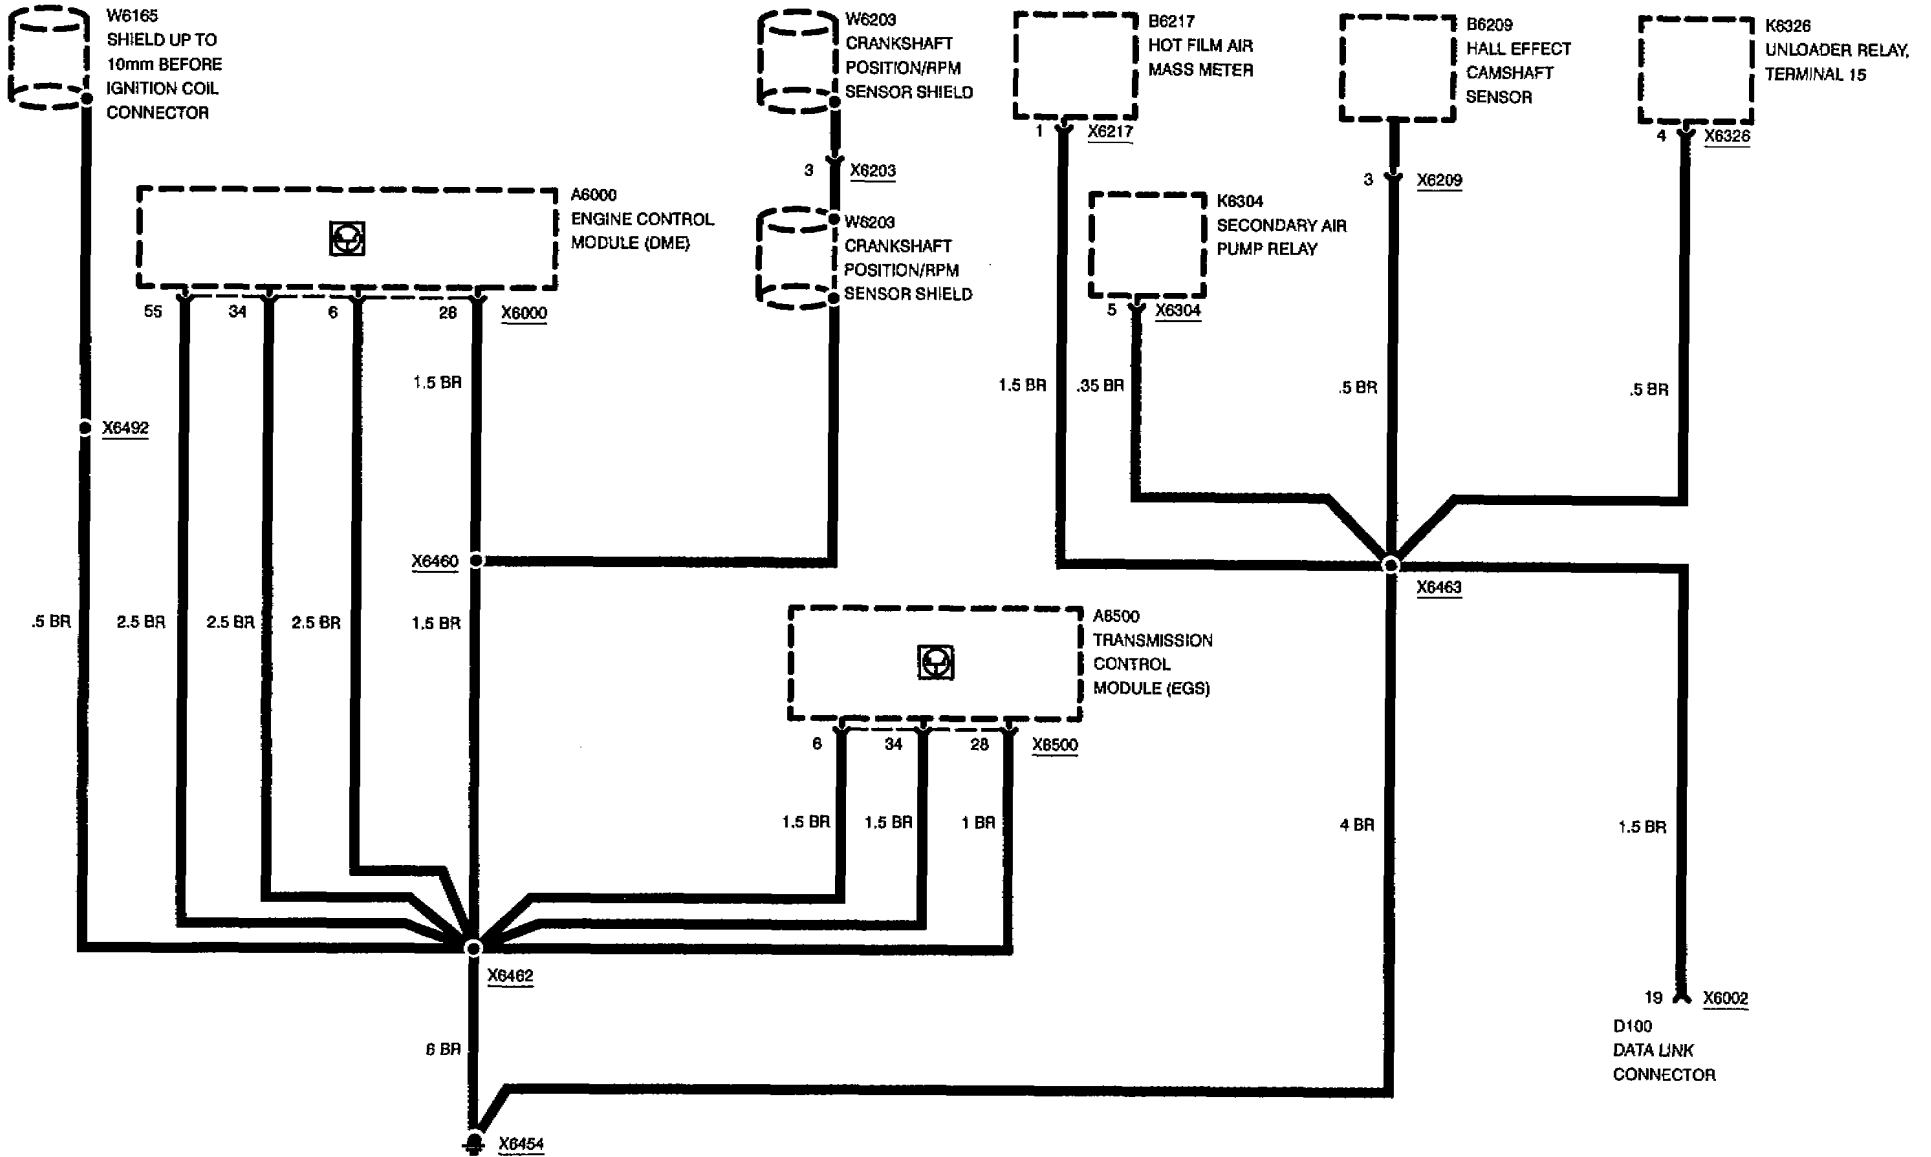 W6165
SHIELD UP TO
10mm BEFORE
IGNITION COIL
CONNECTOR
W6203
CRANKSHAFT
POSITION/RPM
SENSOR SHIELD
B6217
HOT FILM AIR
MASS METER
B6209
HALL EFFECT
CAMSHAFT
SENSOR
K6326
UNLOADER RELAY,
TERMINAL 15
1
X6217
4
X6326
3
X6203
3
X6209
A6000
ENGINE CONTROL
MODULE (DME)
W6203
CRANKSHAFT
POSITION/RPM
SENSOR SHIELD
K6304
SECONDARY AIR
PUMP RELAY
55
34
6
28
X6000
5
X6304
1.5 BR
1.5 BR
.35 BR
.5 BR
.5 BR
X6492
X6460
X6463
.5 BR
2.5 BR
2.5 BR
2.5 BR
1.5 BR
A6500
TRANSMISSION
CONTROL
MODULE (EGS)
6
34
28
X6500
1.5 BR
1.5 BR
1 BR
4 BR
1.5 BR
X6462
19
X6002
D100
DATA LINK
CONNECTOR
6 BR
X6454